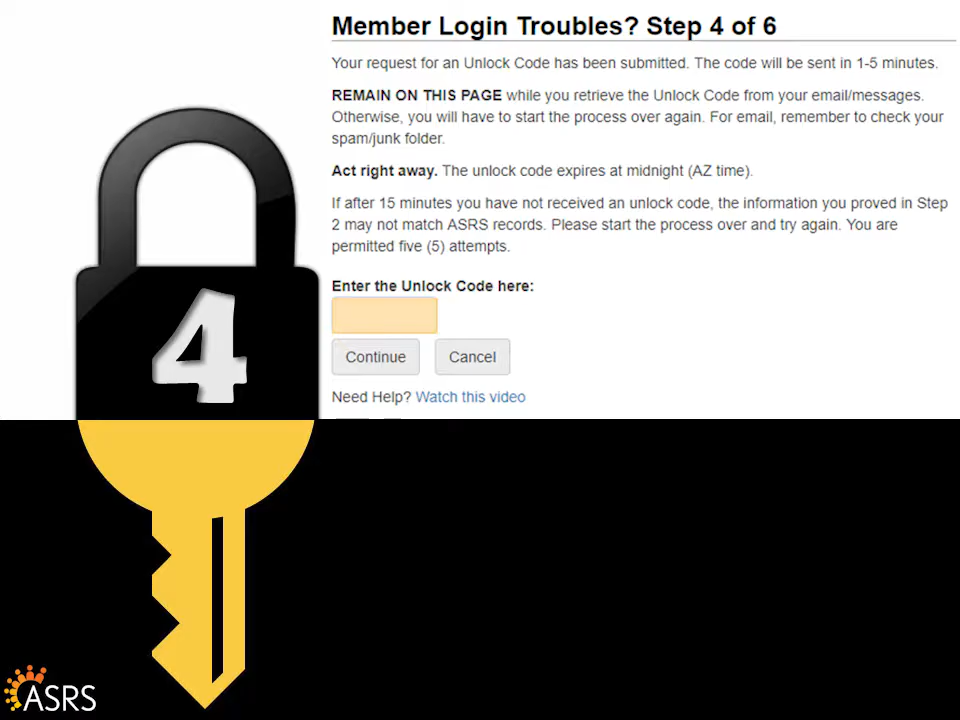 Member Login Troubles? Step 4 of 6
Your request for an Unlock Code has been submitted. The code will be sent in 1-5 minutes.
REMAIN ON THIS PAGE while you retrieve the Unlock Code from your email/messages.
Otherwise, you will have to start the process over again. For email, remember to check your
spam/junk folder.
Act right away. The unlock code expires at midnight (AZ time).
If after 15 minutes you have not received an unlock code, the information you proved in Step
2 may not match ASRS records. Please start the process over and try again. You are
permitted five (5) attempts.
Enter the Unlock Code here:
Continue Cancel
Need Help? Watch this video
4
ASRS